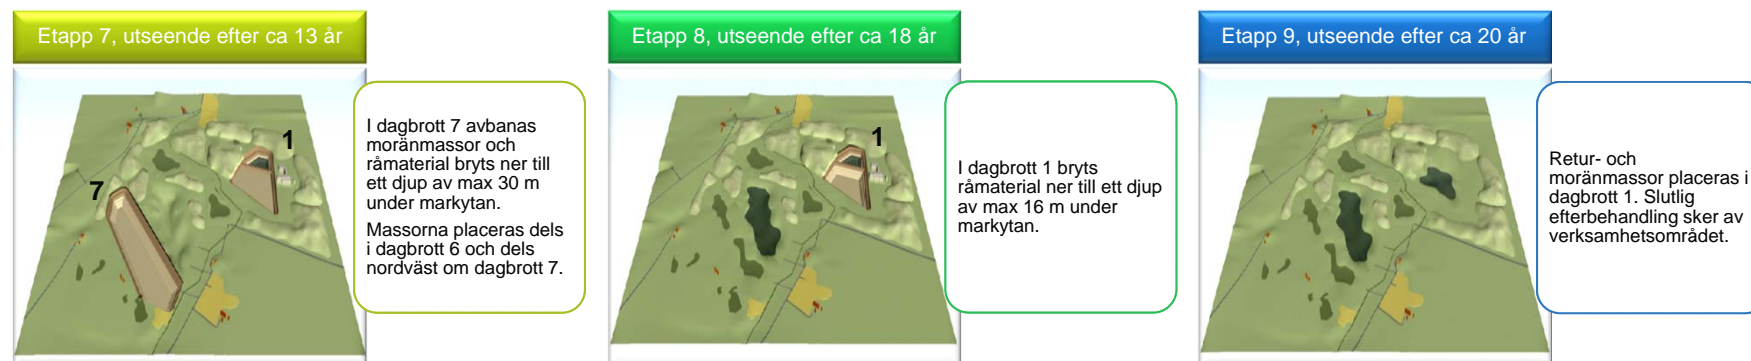 Etapp 7, utseende efter ca 13 år
1
7
I dagbrott 7 avbanas
moränmassor och
råmaterial bryts ner till
ett djup av max 30 m
under markytan.
Massorna placeras dels
i dagbrott 6 och dels
nordväst om dagbrott 7.
Etapp 8, utseende efter ca 18 år
1
I dagbrott 1 bryts
råmaterial ner till ett djup
av max 16 m under
markytan.
Etapp 9, utseende efter ca 20 år
Retur- och
moränmassor placeras i
dagbrott 1. Slutlig
efterbehandling sker av
verksamhetsområdet.